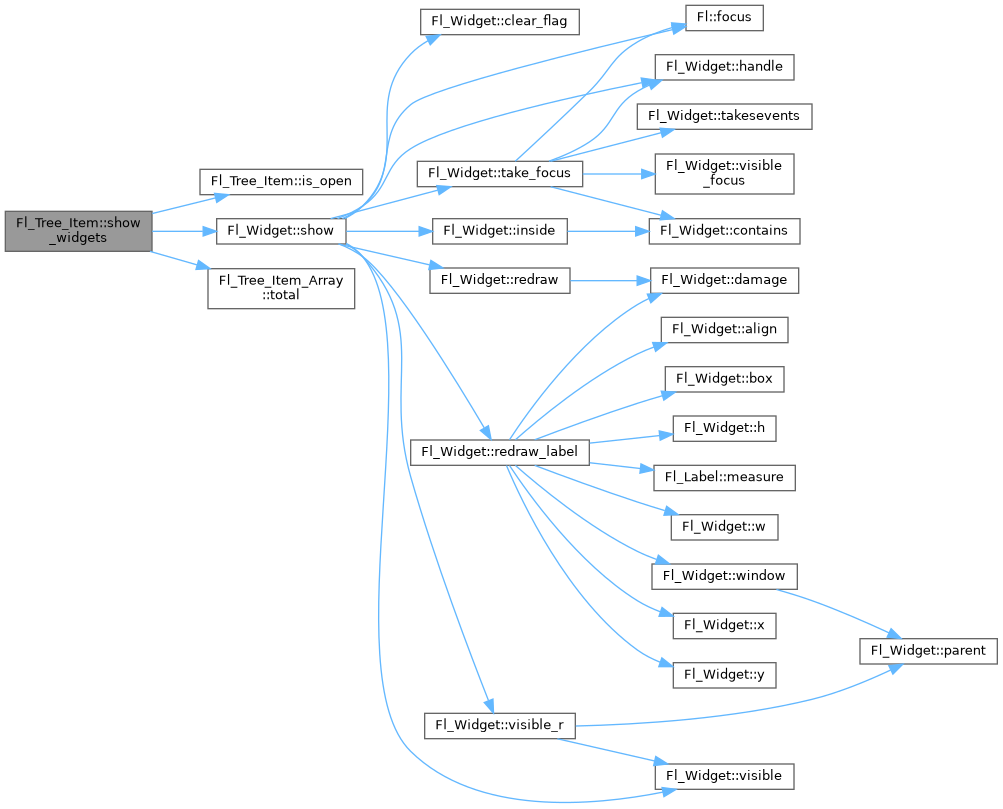 Fl_Tree_Item::show
_widgets
Fl_Tree_Item::is_open
Fl_Widget::show
Fl_Tree_Item_Array
::total
Fl_Widget::clear_flag
Fl_Widget::take_focus
Fl_Widget::inside
Fl_Widget::redraw
Fl_Widget::redraw_label
Fl_Widget::visible_r
Fl::focus
Fl_Widget::handle
Fl_Widget::takesevents
Fl_Widget::visible
_focus
Fl_Widget::contains
Fl_Widget::damage
Fl_Widget::align
Fl_Widget::box
Fl_Widget::h
Fl_Label::measure
Fl_Widget::w
Fl_Widget::window
Fl_Widget::x
Fl_Widget::y
Fl_Widget::visible
Fl_Widget::parent